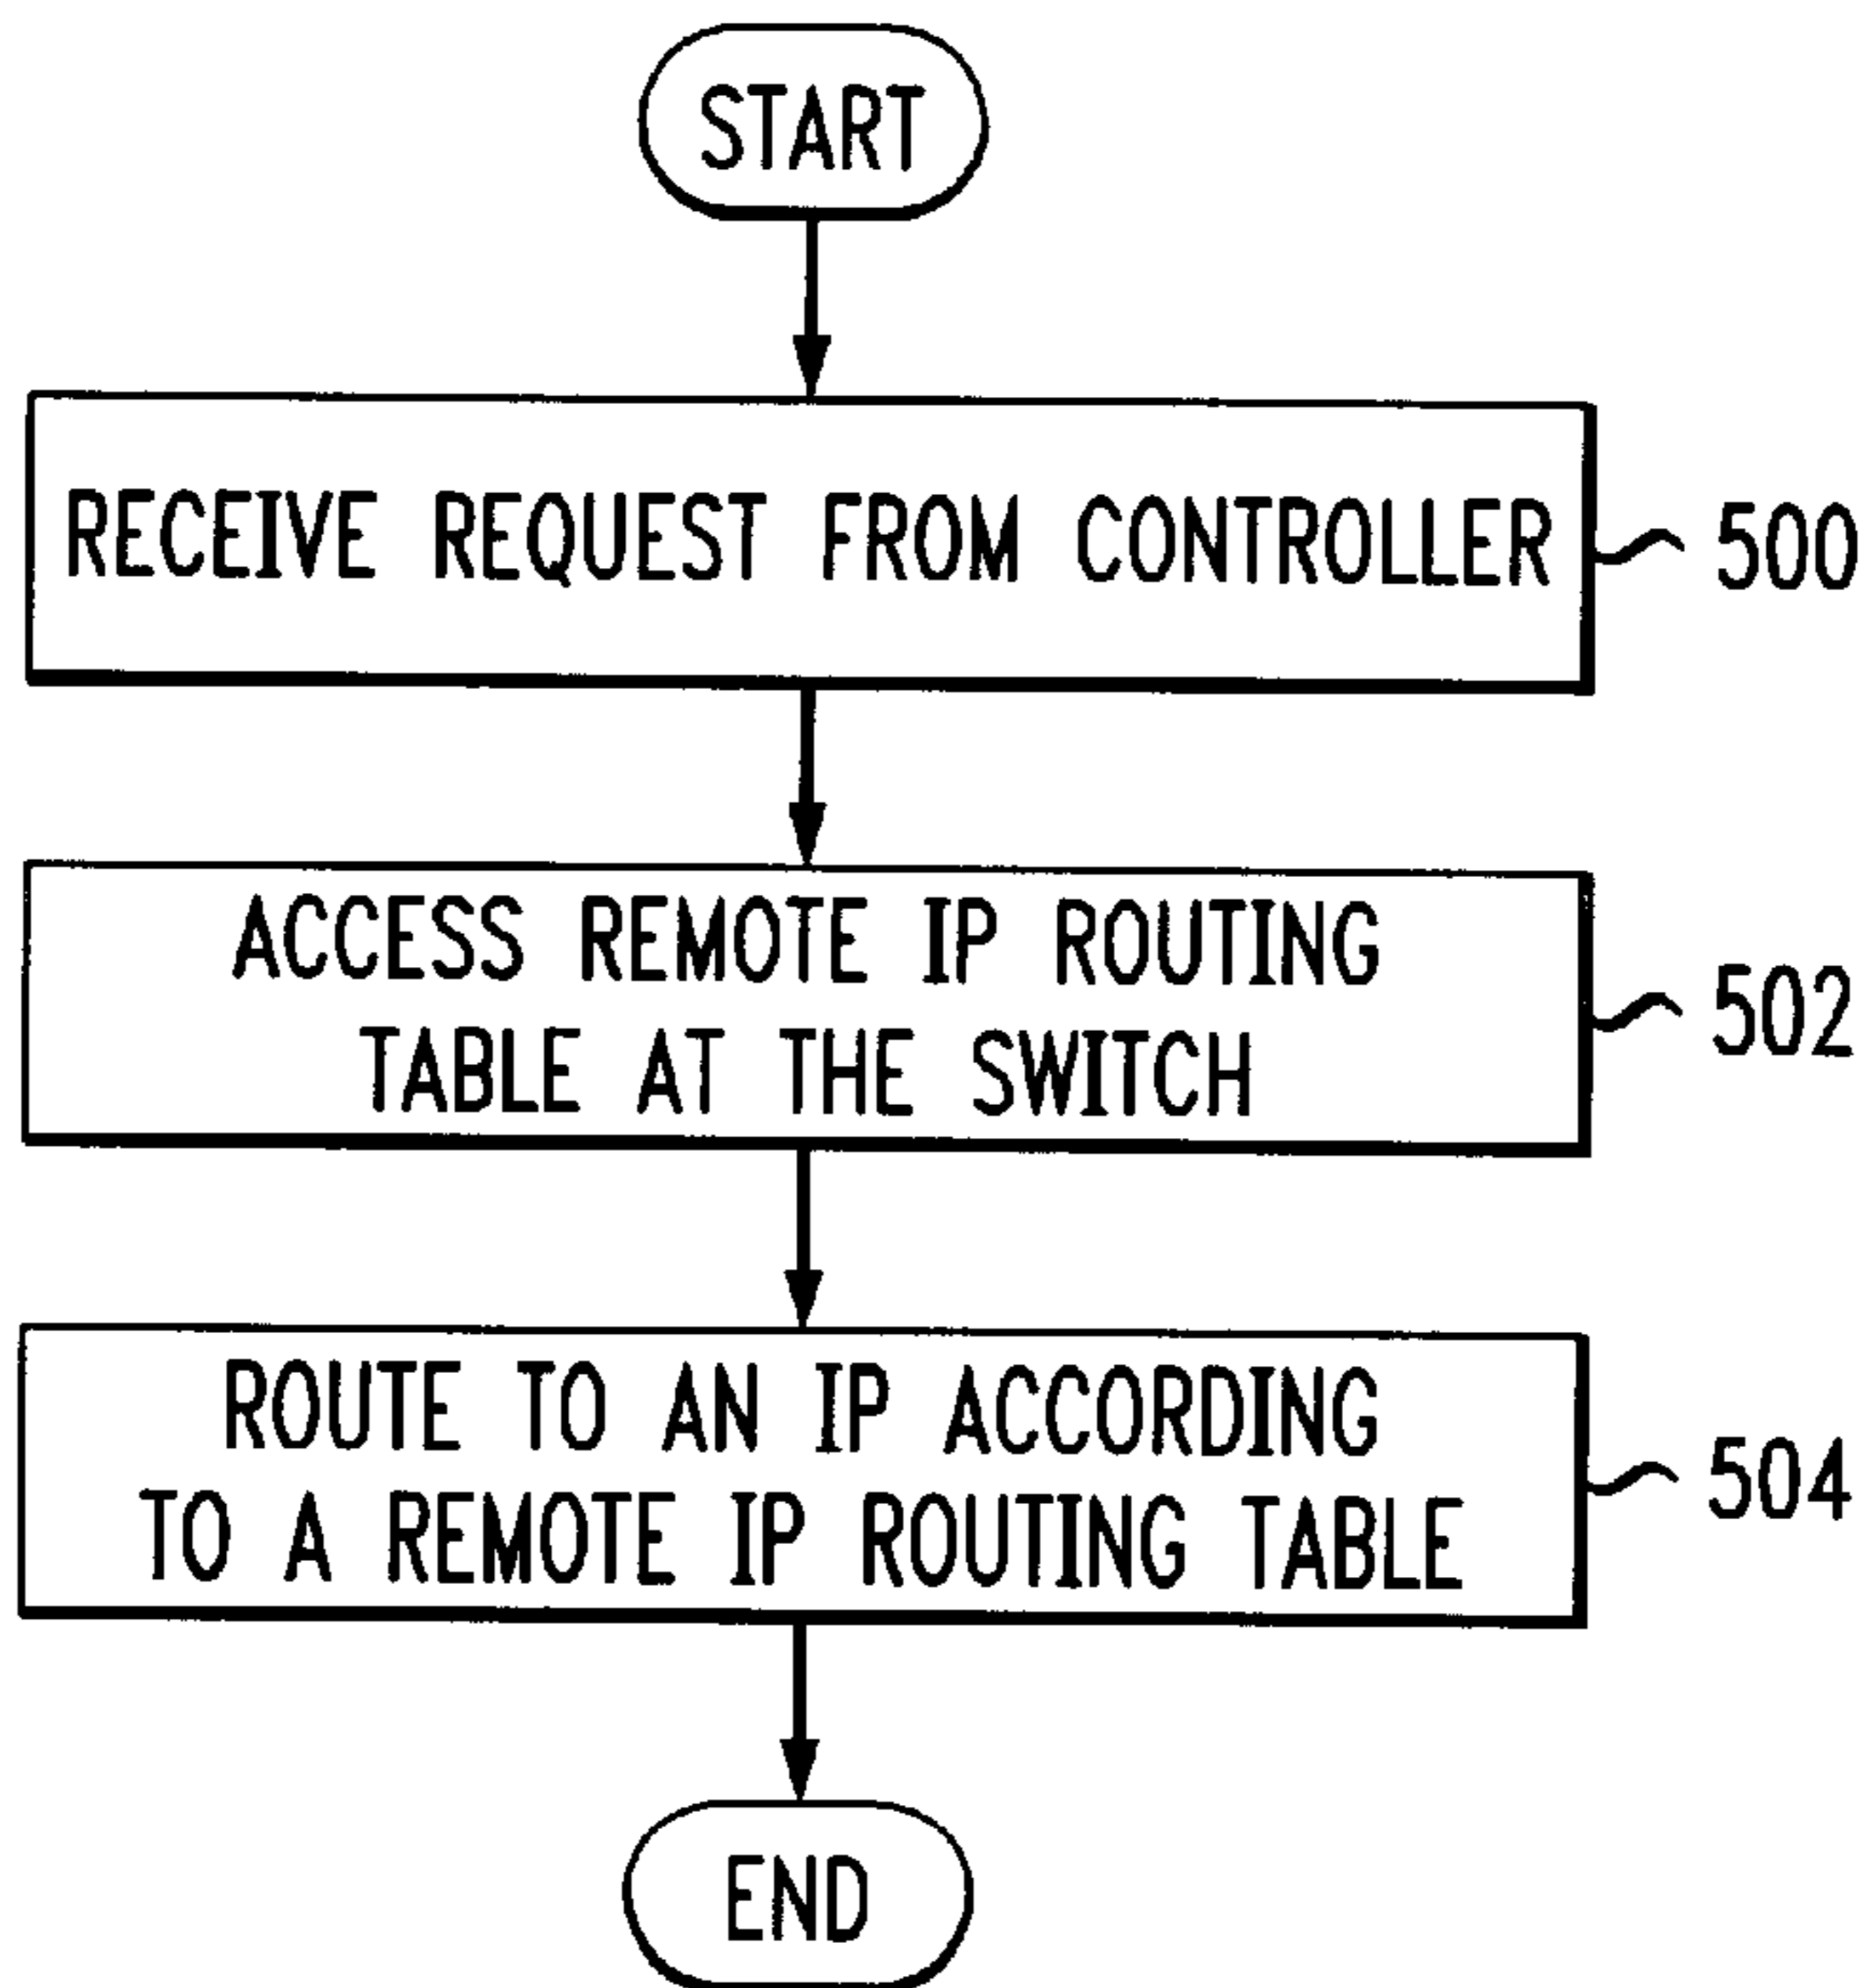 START
RECEIVE REQUEST FROM CONTROLLER
500
ACCESS REMOTE IP ROUTING
TABLE AT THE SWITCH
502
ROUTE TO AN IP ACCORDING
TO A REMOTE IP ROUTING TABLE
504
END